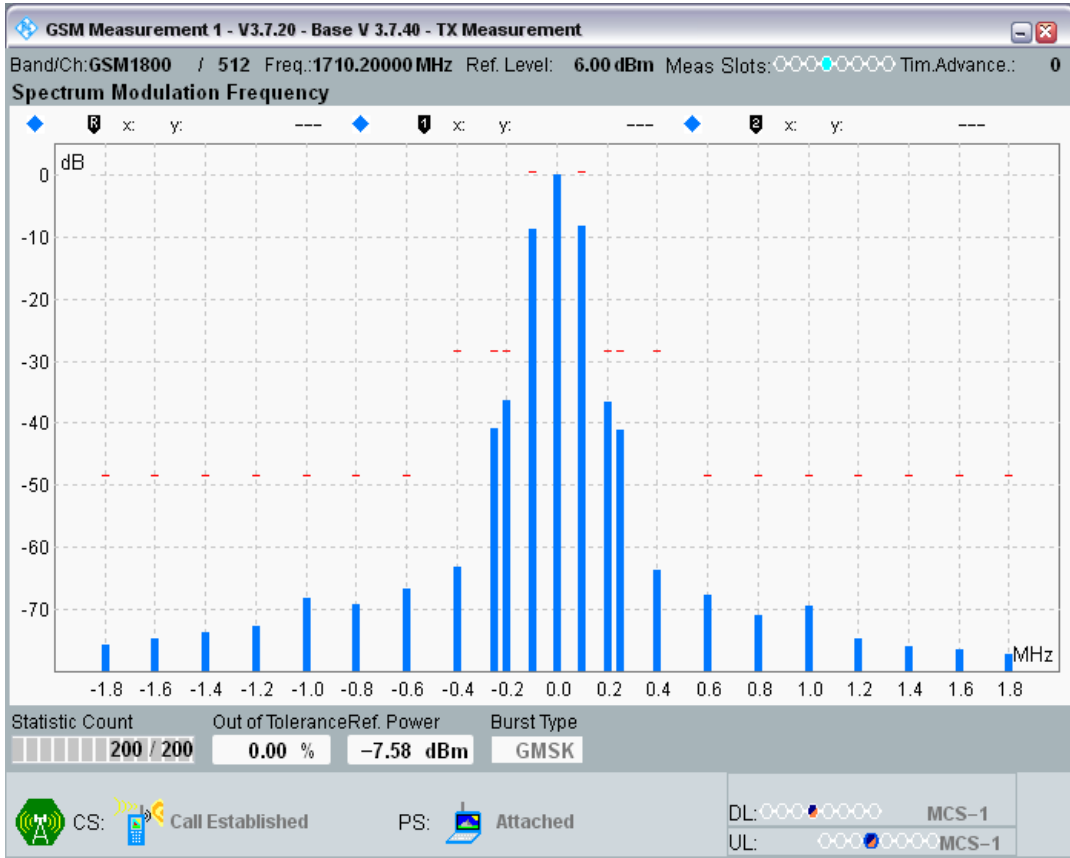 GSM Measurement 1 - V3.7.20 - Base V 3.7.40 - TX Measurement
Band/Ch:GSM1800 / 512 Freq.:1710.20000 MHz Ref. Level: 6.00 dBm Meas Slots: Tim.Advance.: 0
Spectrum Modulation Frequency
R x: y: --- 1 x: y: --- 2 x: y: ---
dB
0
-10
-20
-30
-40
-50
-60
-70
MHz
-1.8 -1.6 -1.4 -1.2 -1.0 -0.8 -0.6 -0.4 -0.2 0.0 0.2 0.4 0.6 0.8 1.0 1.2 1.4 1.6 1.8
Statistic Count Out of Tolerance Ref. Power Burst Type
200 / 200 0.00 % -7.58 dBm GMSK
CS: Call Established PS: Attached
DL: MCS-1
UL: MCS-1